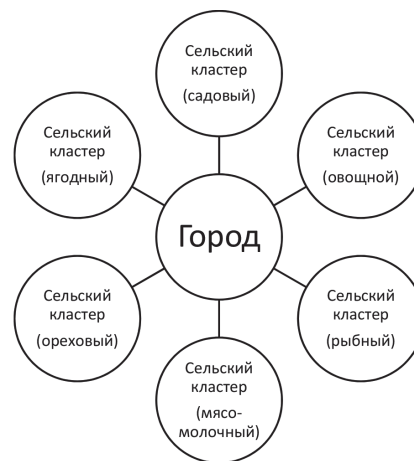 Сельский
кластер
(садовый)
Сельский
кластер
(ягодный)
Сельский
кластер
(овощной)
Город
Сельский
кластер
(ореховый)
Сельский
кластер
(рыбный)
Сельский
кластер
(мясо-
молочный)